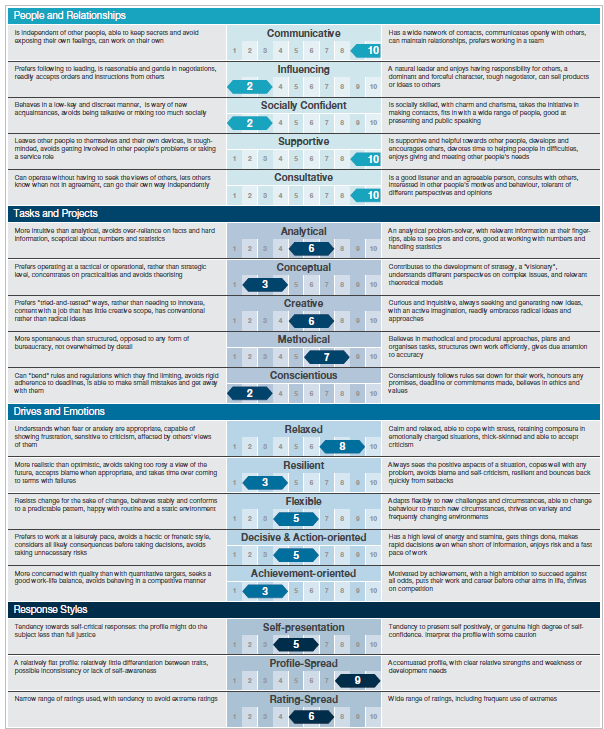 People and Relationships
Is independent of other people, able to keep secrets and avoid
exposing their own feelings, can work on their own
Communicative
1 2 3 4 5 6 7 8 10
Has a wide network of contacts, communicates openly with others,
can maintain relationships, prefers working in a team
Prefers following to leading, is reasonable and gentle in negotiations,
readily accepts orders and instructions from others
Influencing
2 4 5 6 7 8 9 10
A natural leader and enjoys having responsibility for others, a
dominant and forceful character, tough negotiator, can sell products
or ideas to others
Behaves in a low-key and discreet manner, is wary of new
acquaintances, avoids being talkative or mixing too much socially
Socially Confident
2 4 5 6 7 8 9 10
Is socially skilled, with charm and charisma, takes the initiative in
making contacts, fits in with a wide range of people, good at
presenting and public speaking
Leaves other people to themselves and their own devices, is tough-
minded, avoids getting involved in other people's problems or taking
a service role
Supportive
1 2 3 4 5 6 7 8 10
Is supportive and helpful towards other people, develops and
encourages others, devotes time to helping people in difficulties,
enjoys giving and meeting other people's needs
Can operate without having to seek the views of others, lets others
know when not in agreement, can go their own way independently
Consultative
1 2 3 4 5 6 7 8 10
Is a good listener and an agreeable person, consults with others,
interested in other people's motives and behaviour, tolerant of
different perspectives and opinions
Tasks and Projects
More intuitive than analytical, avoids over-reliance on facts and hard
information, sceptical about numbers and statistics
Analytical
1 2 3 4 6 8 9 10
An analytical problem-solver, with relevant information at their finger-
tips, able to see pros and cons, good at working with numbers and
handling statistics
Prefers operating at a tactical or operational, rather than strategic
level, concentrates on practicalities and avoids theorising
Conceptual
1 3 5 6 7 8 9 10
Contributes to the development of strategy, a "visionary",
understands different perspectives on complex issues, and relevant
theoretical models
Prefers "tried-and-tested" ways, rather than needing to innovate,
content with a job that has little creative scope, has conventional
rather than radical ideas
Creative
1 2 3 4 6 8 9 10
Curious and inquisitive, always seeking and generating new ideas,
with an active imagination, readily embraces radical ideas and
approaches
More spontaneous than structured, opposed to any form of
bureaucracy, not overwhelmed by detail
Methodical
1 2 3 4 5 7 9 10
Believes in methodical and procedural approaches, plans and
organises tasks, structures own work efficiently, gives due attention
to accuracy
Can "bend" rules and regulations which they find limiting, avoids rigid
adherence to deadlines, is able to make small mistakes and get away
with them
Conscientious
2 4 5 6 7 8 9 10
Conscientiously follows rules set down for their work, honours any
promises, deadline or commitments made, believes in ethics and
values
Drives and Emotions
Understands when fear or anxiety are appropriate, capable of
showing frustration, sensitive to criticism, affected by others' views
of them
Relaxed
1 2 3 4 5 6 8 10
Calm and relaxed, able to cope with stress, retaining composure in
emotionally charged situations, thick-skinned and able to accept
criticism
More realistic than optimistic, avoids taking too rosy a view of the
future, accepts blame when appropriate, and takes time over coming
to terms with failures
Resilient
1 3 5 6 7 8 9 10
Always sees the positive aspects of a situation, copes well with any
problem, avoids blame and self-criticism, resilient and bounces back
quickly from setbacks
Resists change for the sake of change, behaves stably and conforms
to a predictable pattern, happy with routine and a static environment
Flexible
1 2 3 5 7 8 9 10
Adapts flexibly to new challenges and circumstances, able to change
behaviour to match new circumstances, thrives on variety and
frequently changing environments
Prefers to work at a leisurely pace, avoids a hectic or frenetic style,
considers all likely consequences before taking decisions, avoids
taking unnecessary risks
Decisive & Action-oriented
1 2 3 5 7 8 9 10
Has a high level of energy and stamina, gets things done, makes
rapid decisions even when short of information, enjoys risk and a fast
pace of work
More concerned with quality than with quantitative targets, seeks a
good work-life balance, avoids behaving in a competitive manner
Achievement-oriented
1 3 5 6 7 8 9 10
Motivated by achievement, with a high ambition to succeed against
all odds, puts their work and career before other aims in life, thrives
on competition
Response Styles
Tendency towards self-critical responses: the profile might do the
subject less than full justice
Self-presentation
1 2 3 5 7 8 9 10
Tendency to present self positively, or genuine high degree of self-
confidence. Interpret the profile with some caution
A relatively flat profile: relatively little differentiation between traits,
possible inconsistency or lack of self-awareness
Profile-Spread
1 2 3 4 5 6 7 9
Accentuated profile, with clear relative strengths and weakness or
development needs
Narrow range of ratings used, with tendency to avoid extreme ratings
Rating-Spread
1 2 3 4 6 8 9 10
Wide range of ratings, including frequent use of extremes